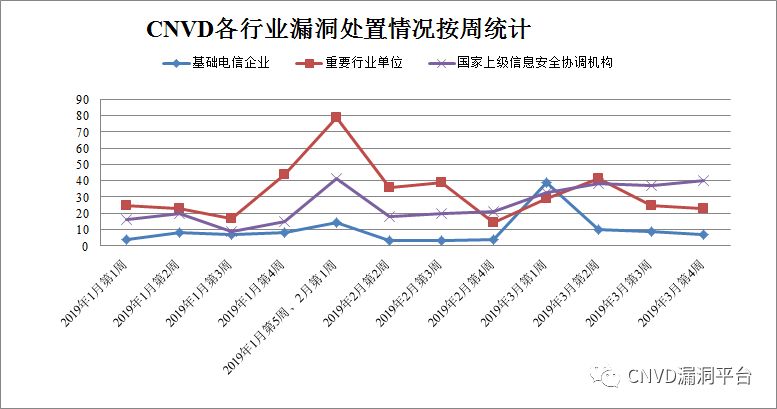 CNVD各行业漏洞处置情况按周统计
基础电信企业 重要行业单位 国家上级信息安全协调机构
90
80
70
60
50
40
30
20
10
0
2019年1月第1周
2019年1月第2周
2019年1月第3周
2019年1月第4周
2019年1月第5周、2月第1周
2019年2月第2周
2019年2月第3周
2019年2月第4周
2019年3月第1周
2019年3月第2周
2019年3月第3周
2019年3月第4周
CNVD漏洞平台